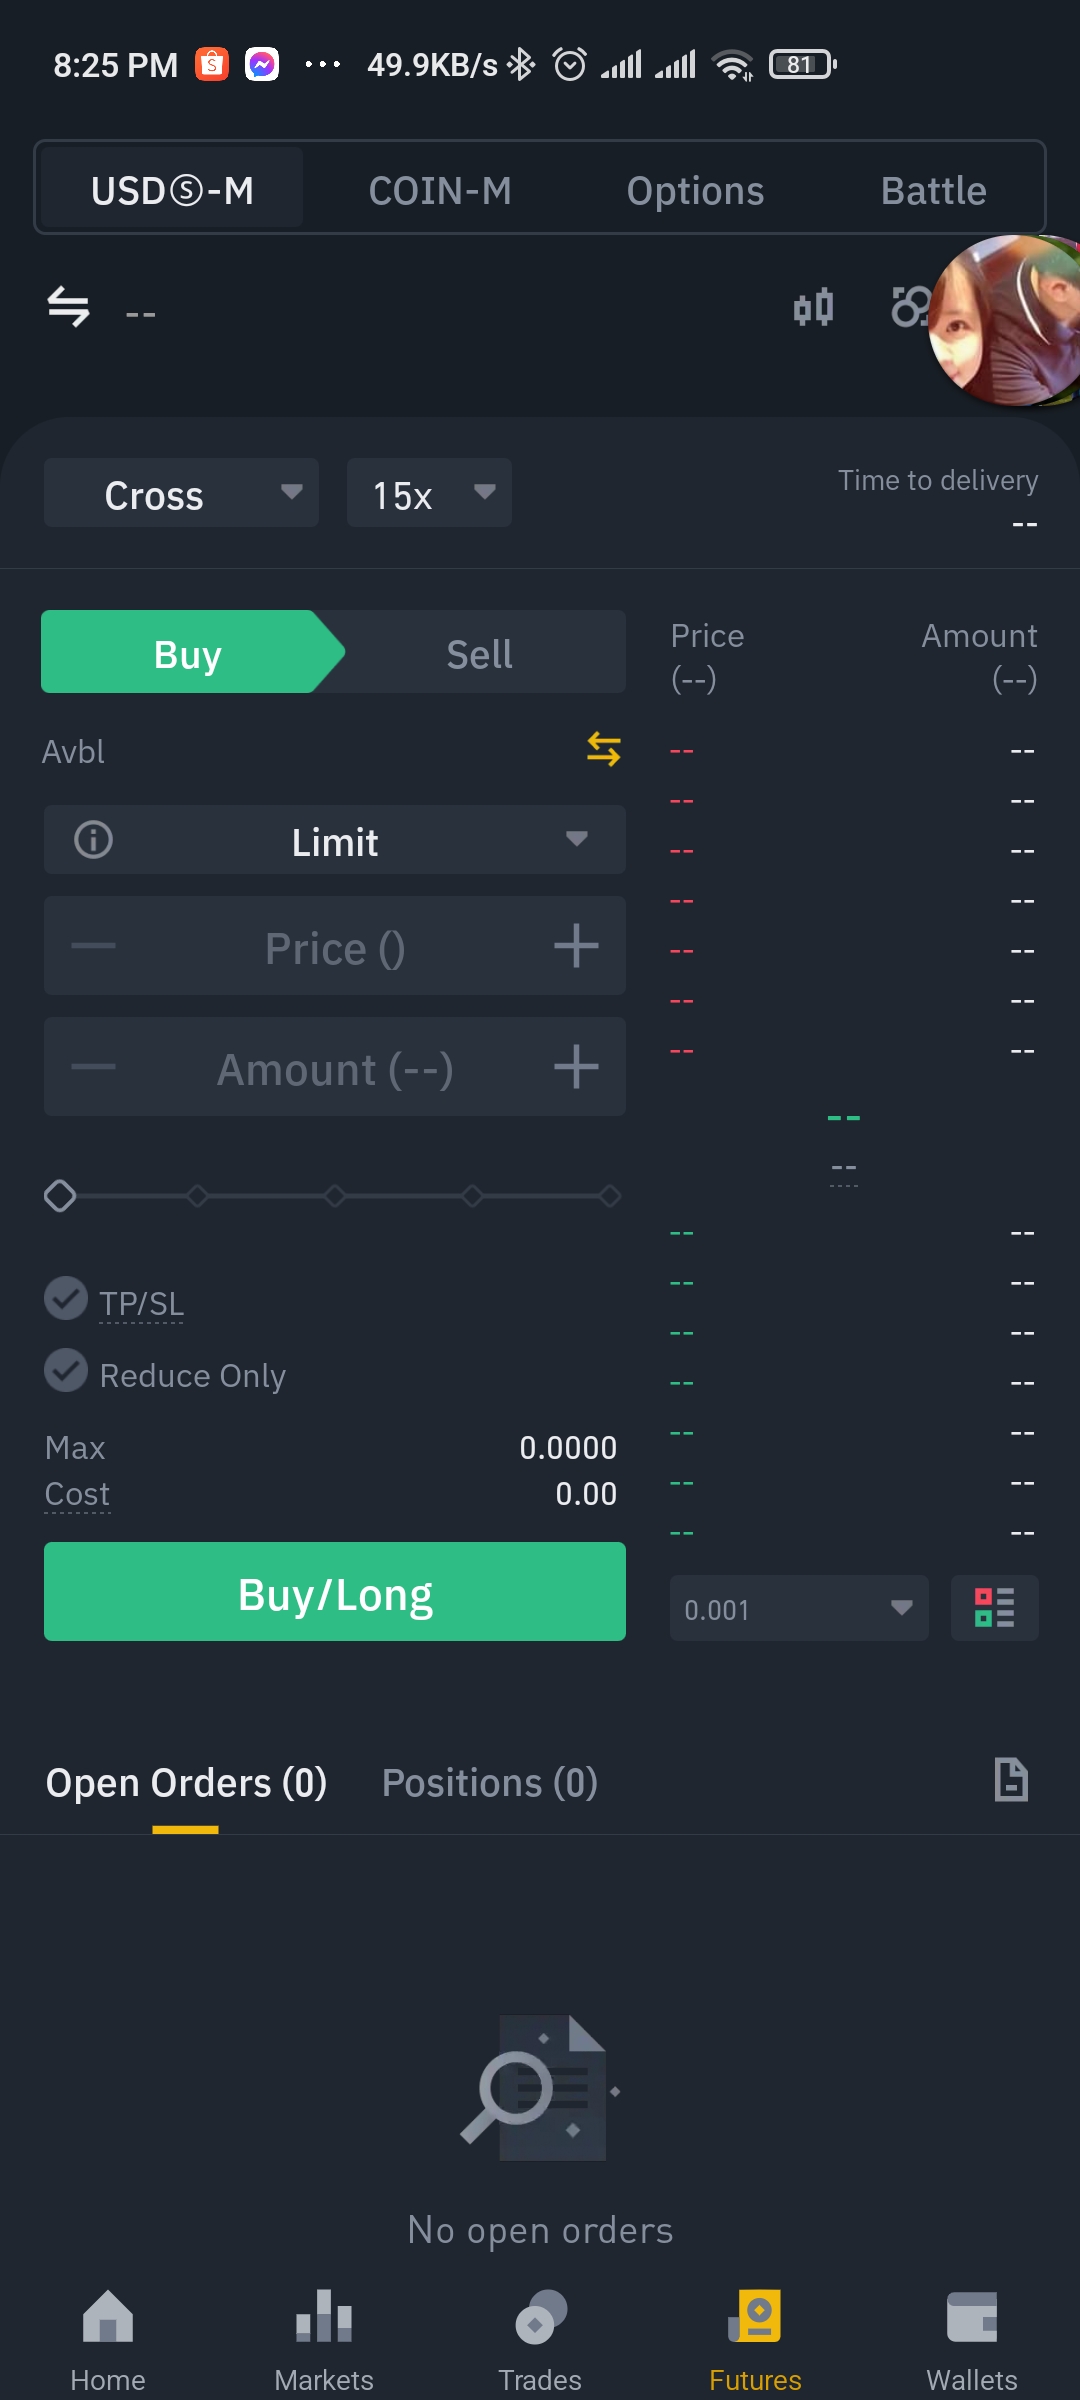 8:25 PM 49.9KB/s 81
USDⓈ-M COIN-M Options Battle
--
Cross 15x Time to delivery
--
Buy Sell Price Amount
(--) (--)
Avbl
-- --
-- --
Limit -- --
-- --
Price () -- --
-- --
Amount (--) -- --
--
--
-- --
-- --
TP/SL -- --
Reduce Only -- --
-- --
Max 0.0000
Cost 0.00 -- --
-- --
Buy/Long 0.001
Open Orders (0) Positions (0)
No open orders
Home Markets Trades Futures Wallets